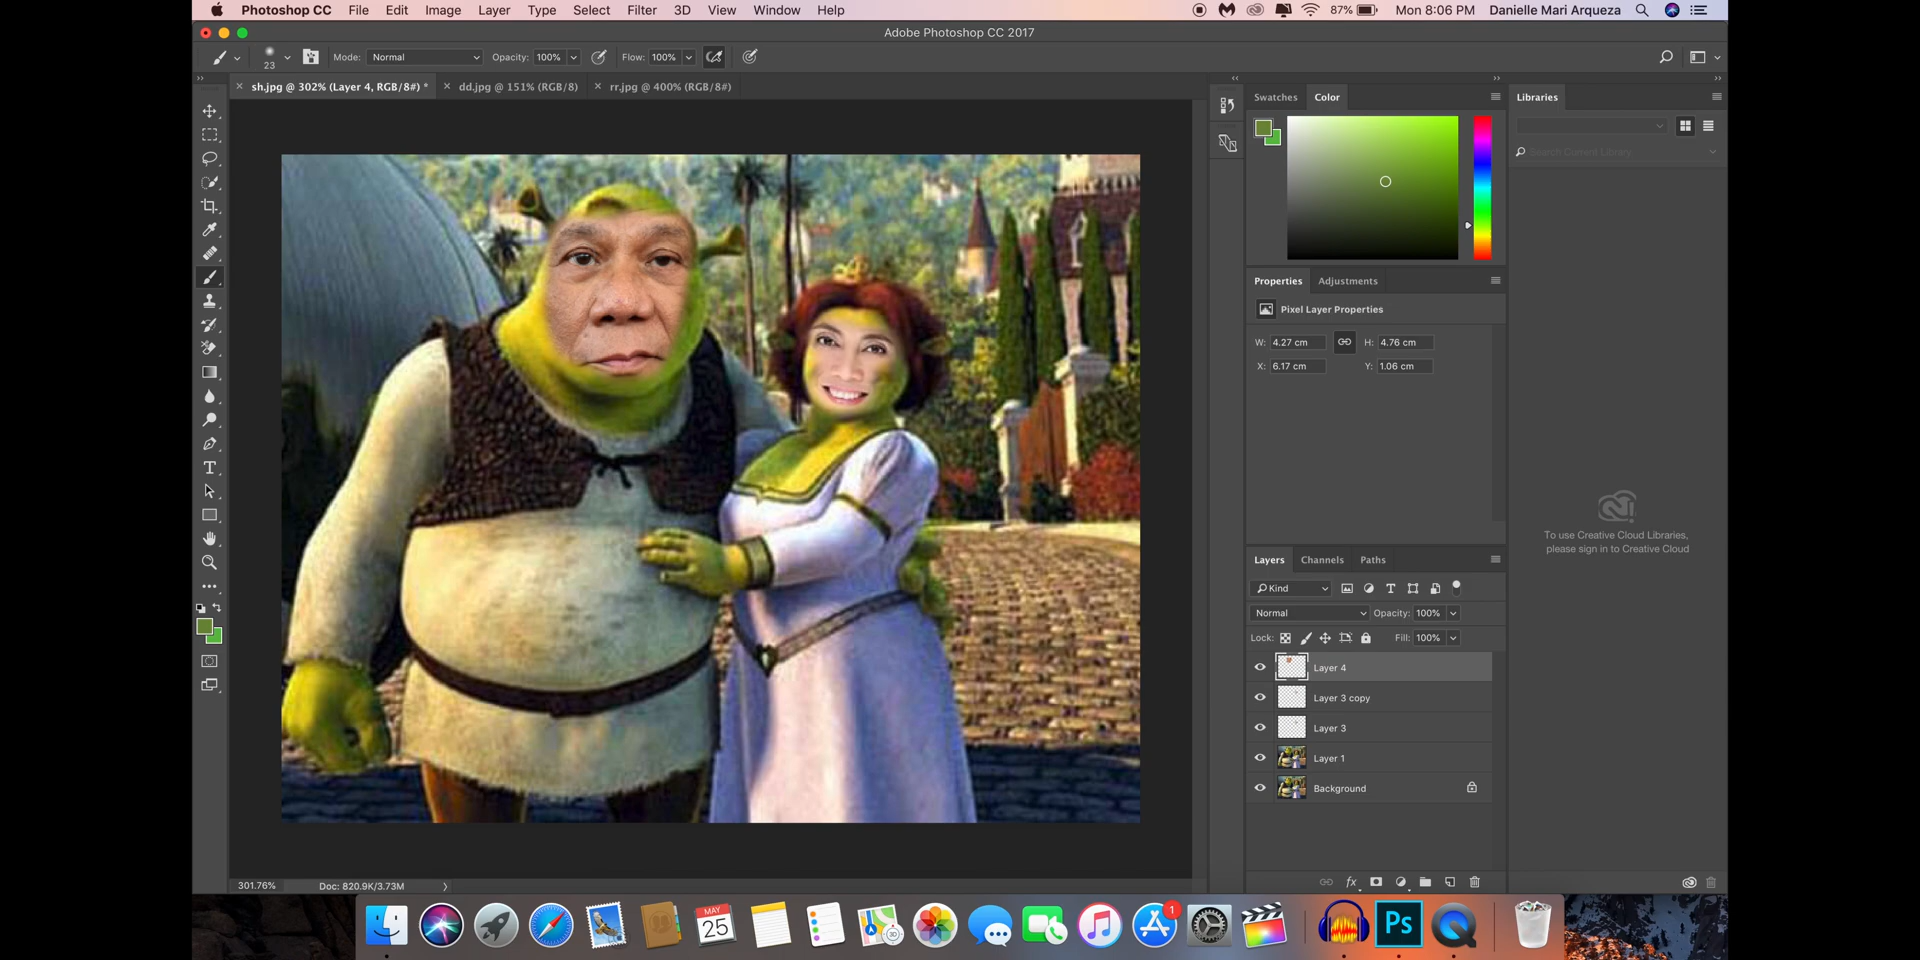 Photoshop CC File Edit Image Layer Type Select Filter 3D View Window Help 87% Mon 8:06 PM Danielle Mari Arqueza
Adobe Photoshop CC 2017
23 Mode: Normal Opacity: 100% Flow: 100%
sh.jpg @ 302% (Layer 4, RGB/8#) * dd.jpg @ 151% (RGB/8) rr.jpg @ 400% (RGB/8#)
Swatches Color
Libraries
Search Current Library
Properties Adjustments
Pixel Layer Properties
W: 4.27 cm H: 4.76 cm
X: 6.17 cm Y: 1.06 cm
To use Creative Cloud Libraries,
please sign in to Creative Cloud
Layers Channels Paths
Kind
Normal Opacity: 100%
Lock: Fill: 100%
Layer 4
Layer 3 copy
Layer 3
Layer 1
Background
301.76% Doc: 820.9K/3.73M
MAY
25
1
Ps